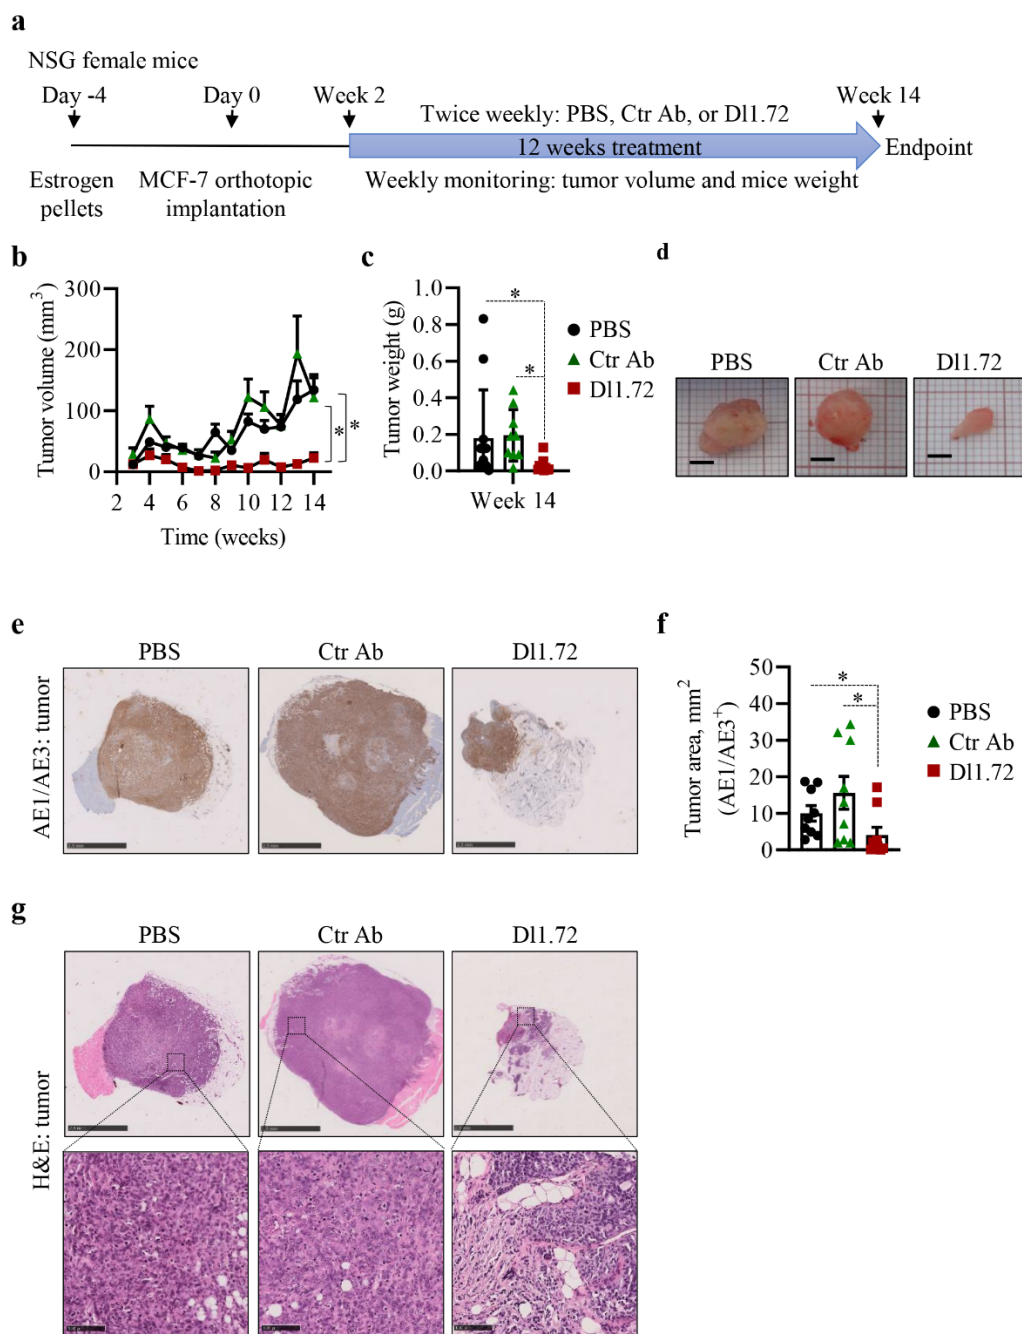 a
NSG female mice
Day -4
Day 0
Week 2
Week 14
Twice weekly: PBS, Ctr Ab, or Dl1.72
12 weeks treatment
Endpoint
Estrogen
pellets
MCF-7 orthotopic
implantation
Weekly monitoring: tumor volume and mice weight
b
Tumor volume (mm3)
300
200
100
0
2 4 6 8 10 12 14
Time (weeks)
*
*
c
Tumor weight (g)
1.0
0.8
0.6
0.4
0.2
0.0
*
*
Week 14
PBS
Ctr Ab
Dl1.72
d
PBS Ctr Ab Dl1.72
e
PBS Ctr Ab Dl1.72
AE1/AE3: tumor
f
Tumor area, mm2
(AE1/AE3+)
50
40
30
20
10
0
*
*
PBS
Ctr Ab
Dl1.72
g
PBS Ctr Ab Dl1.72
H&E: tumor